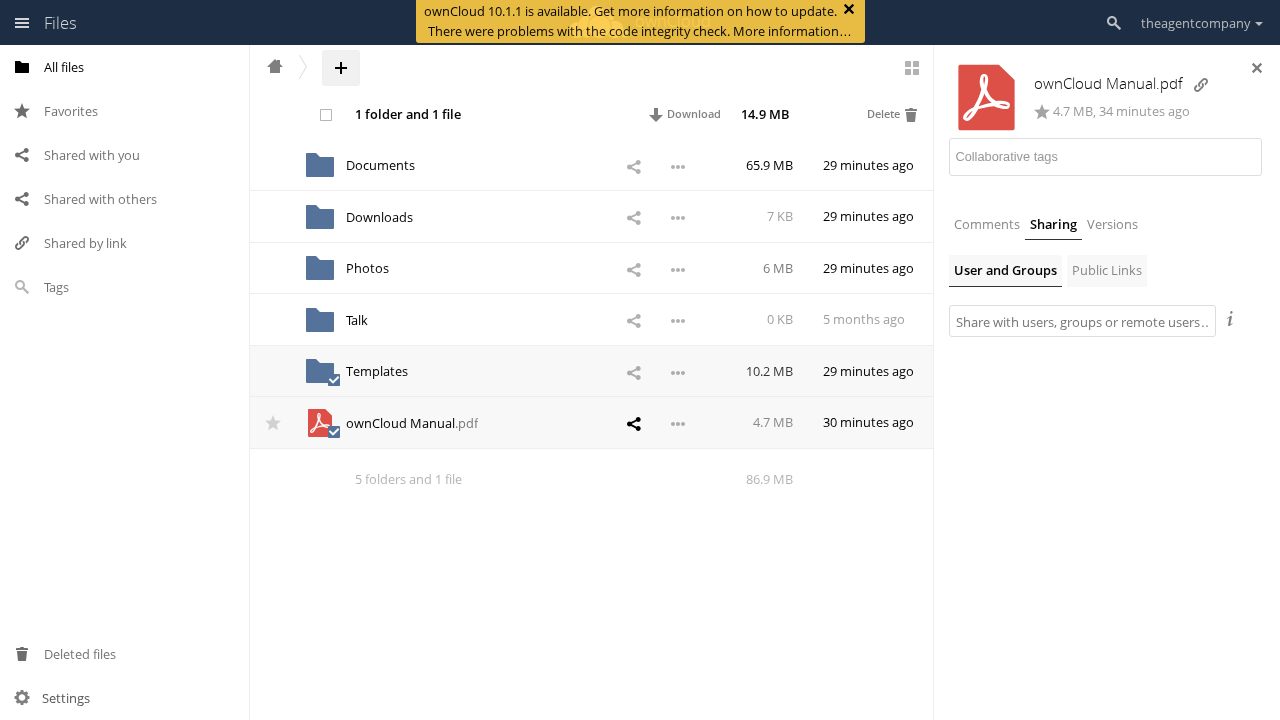 Files
ownCloud 10.1.1 is available. Get more information on how to update.
There were problems with the code integrity check. More information…
theagentcompany
All files
Favorites
Shared with you
Shared with others
Shared by link
Tags
Deleted files
Settings
1 folder and 1 file
Download
14.9 MB
Delete
Documents 65.9 MB 29 minutes ago
Downloads 7 KB 29 minutes ago
Photos 6 MB 29 minutes ago
Talk 0 KB 5 months ago
Templates 10.2 MB 29 minutes ago
ownCloud Manual.pdf 4.7 MB 30 minutes ago
5 folders and 1 file 86.9 MB
ownCloud Manual.pdf
4.7 MB, 34 minutes ago
Collaborative tags
Comments Sharing Versions
User and Groups Public Links
Share with users, groups or remote users…